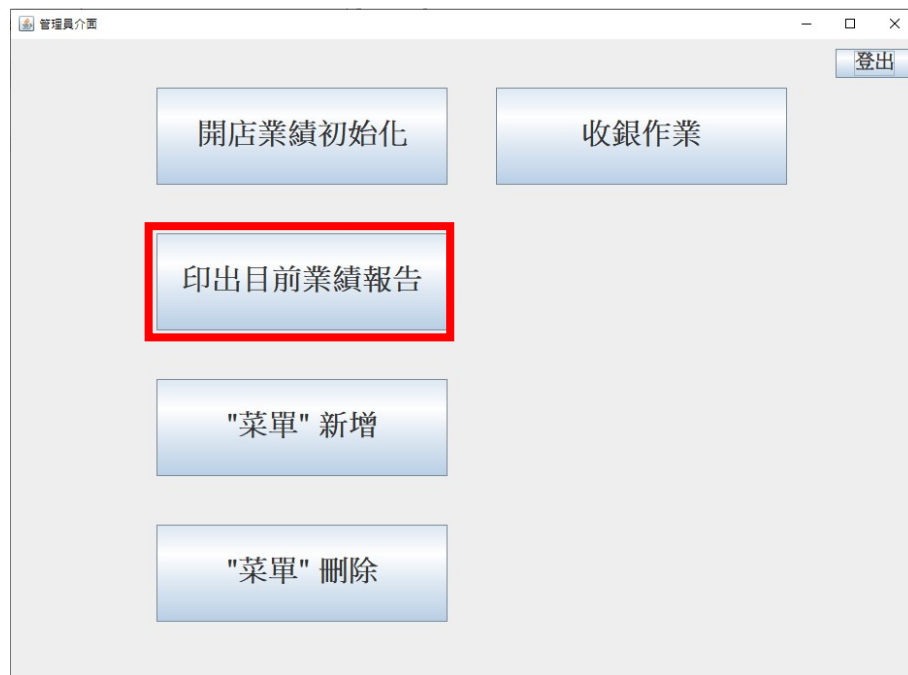 管理員介面
登出
開店業績初始化
收銀作業
印出目前業績報告
"菜單" 新增
"菜單" 刪除